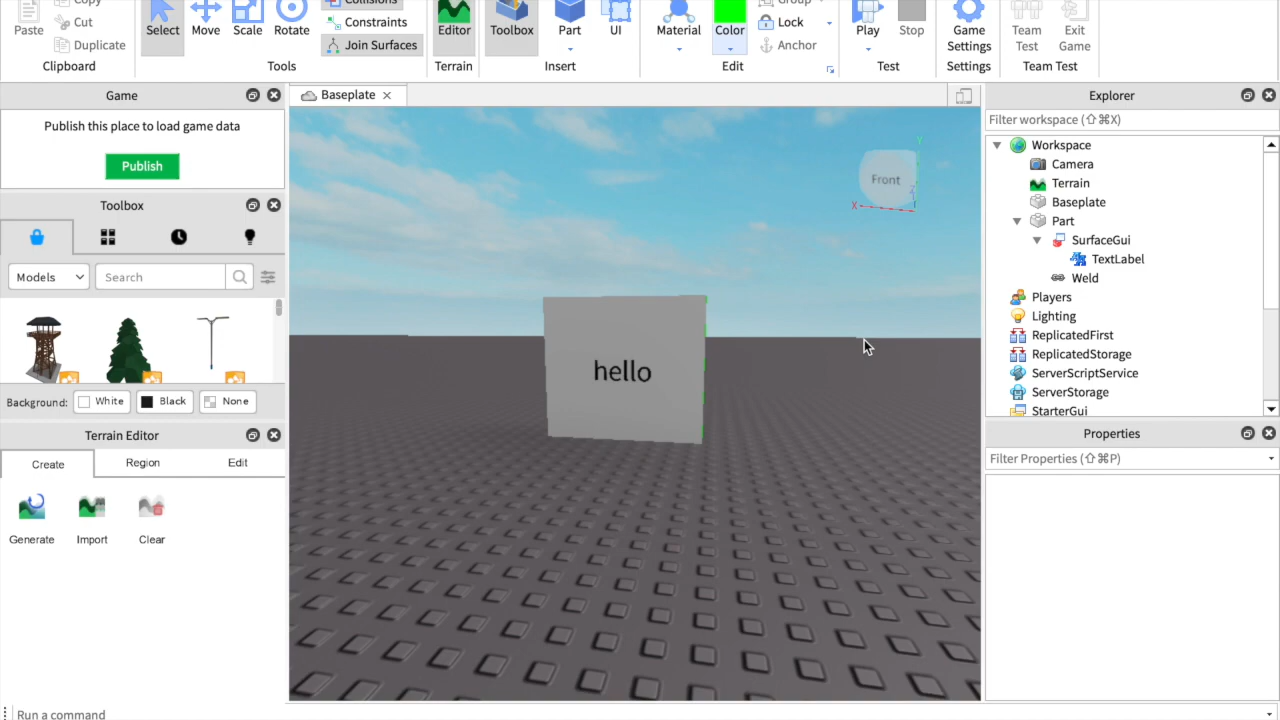 Copy
Collisions
Group
Paste
Cut
Duplicate
Clipboard
Select
Move
Scale
Rotate
Constraints
Join Surfaces
Tools
Editor
Terrain
Toolbox
Part
UI
Insert
Material
Color
Lock
Anchor
Edit
Play
Stop
Test
Game
Settings
Settings
Team
Test
Exit
Game
Team Test
Game
Publish this place to load game data
Publish
Toolbox
Models
Search
Background:
White
Black
None
Terrain Editor
Create
Region
Edit
Generate
Import
Clear
Baseplate
Front
Y
Z
X
hello
Explorer
Filter workspace (⇧⌘X)
Workspace
Camera
Terrain
Baseplate
Part
SurfaceGui
TextLabel
Weld
Players
Lighting
ReplicatedFirst
ReplicatedStorage
ServerScriptService
ServerStorage
StarterGui
Properties
Filter Properties (⇧⌘P)
Run a command